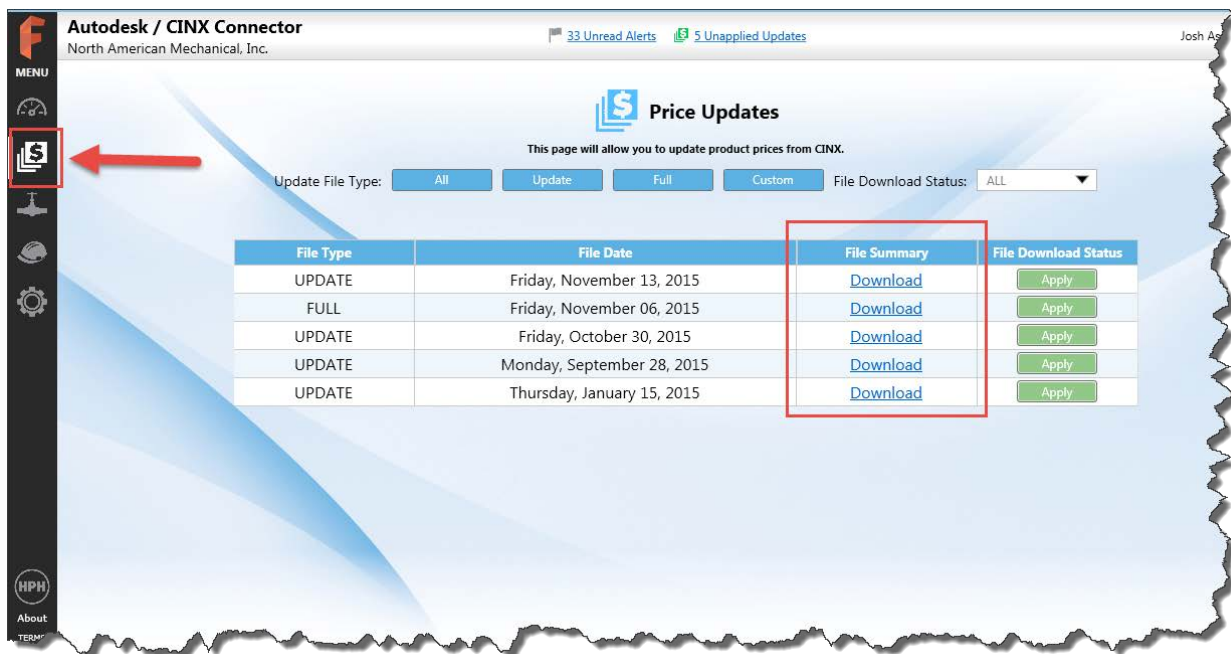 Autodesk / CINX Connector
North American Mechanical, Inc.
33 Unread Alerts 5 Unapplied Updates
Josh
MENU
Price Updates
This page will allow you to update product prices from CINX.
Update File Type: All Update Full Custom File Download Status: ALL
File Type File Date File Summary File Download Status
UPDATE Friday, November 13, 2015 Download Apply
FULL Friday, November 06, 2015 Download Apply
UPDATE Friday, October 30, 2015 Download Apply
UPDATE Monday, September 28, 2015 Download Apply
UPDATE Thursday, January 15, 2015 Download Apply
HPH
About